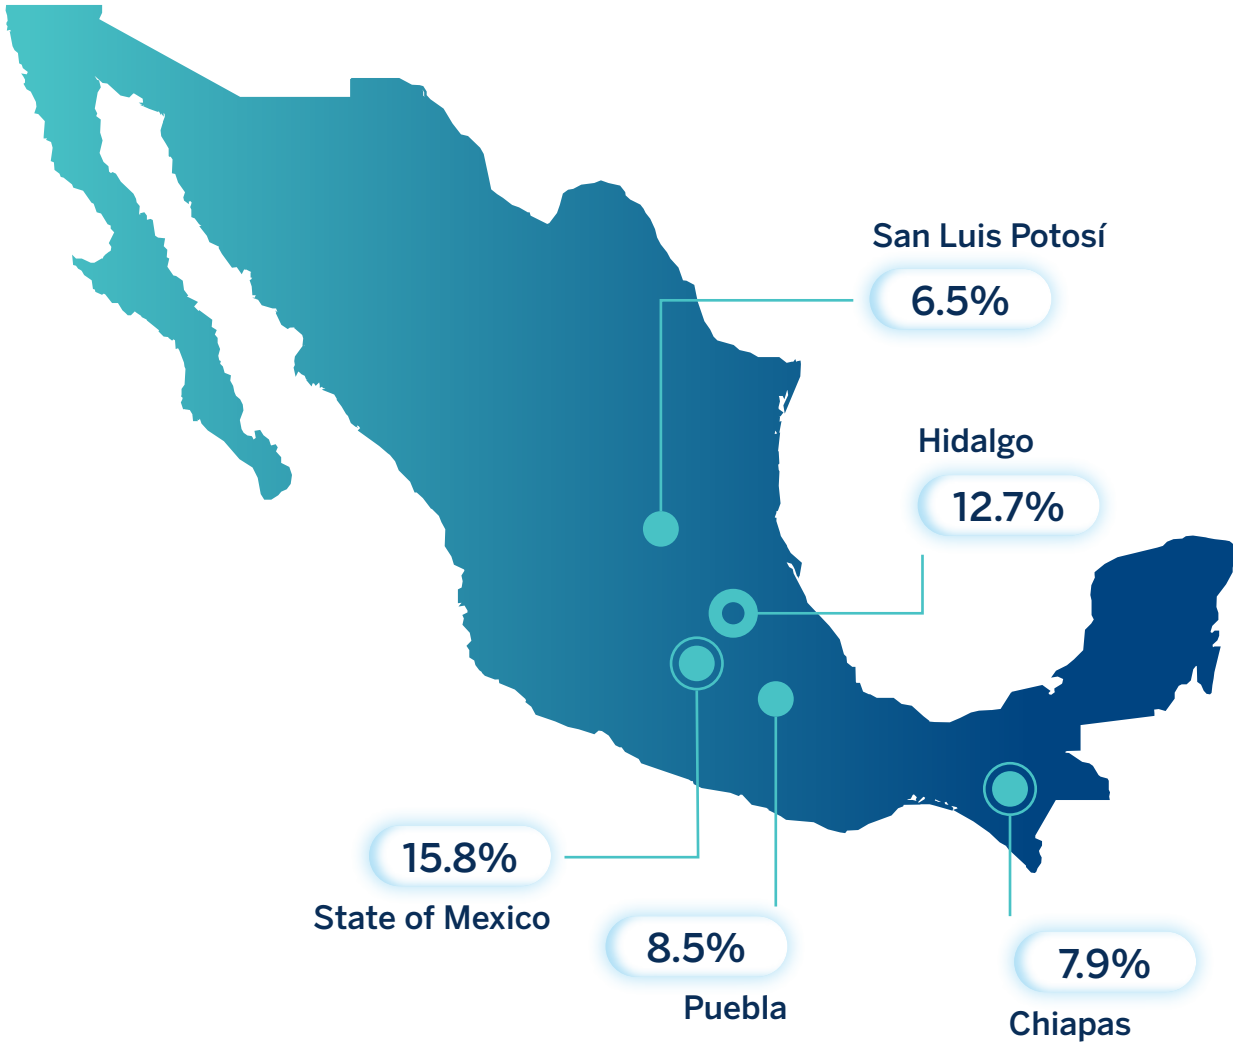 San Luis Potosí
6.5%
Hidalgo
12.7%
15.8%
State of Mexico
8.5%
Puebla
7.9%
Chiapas